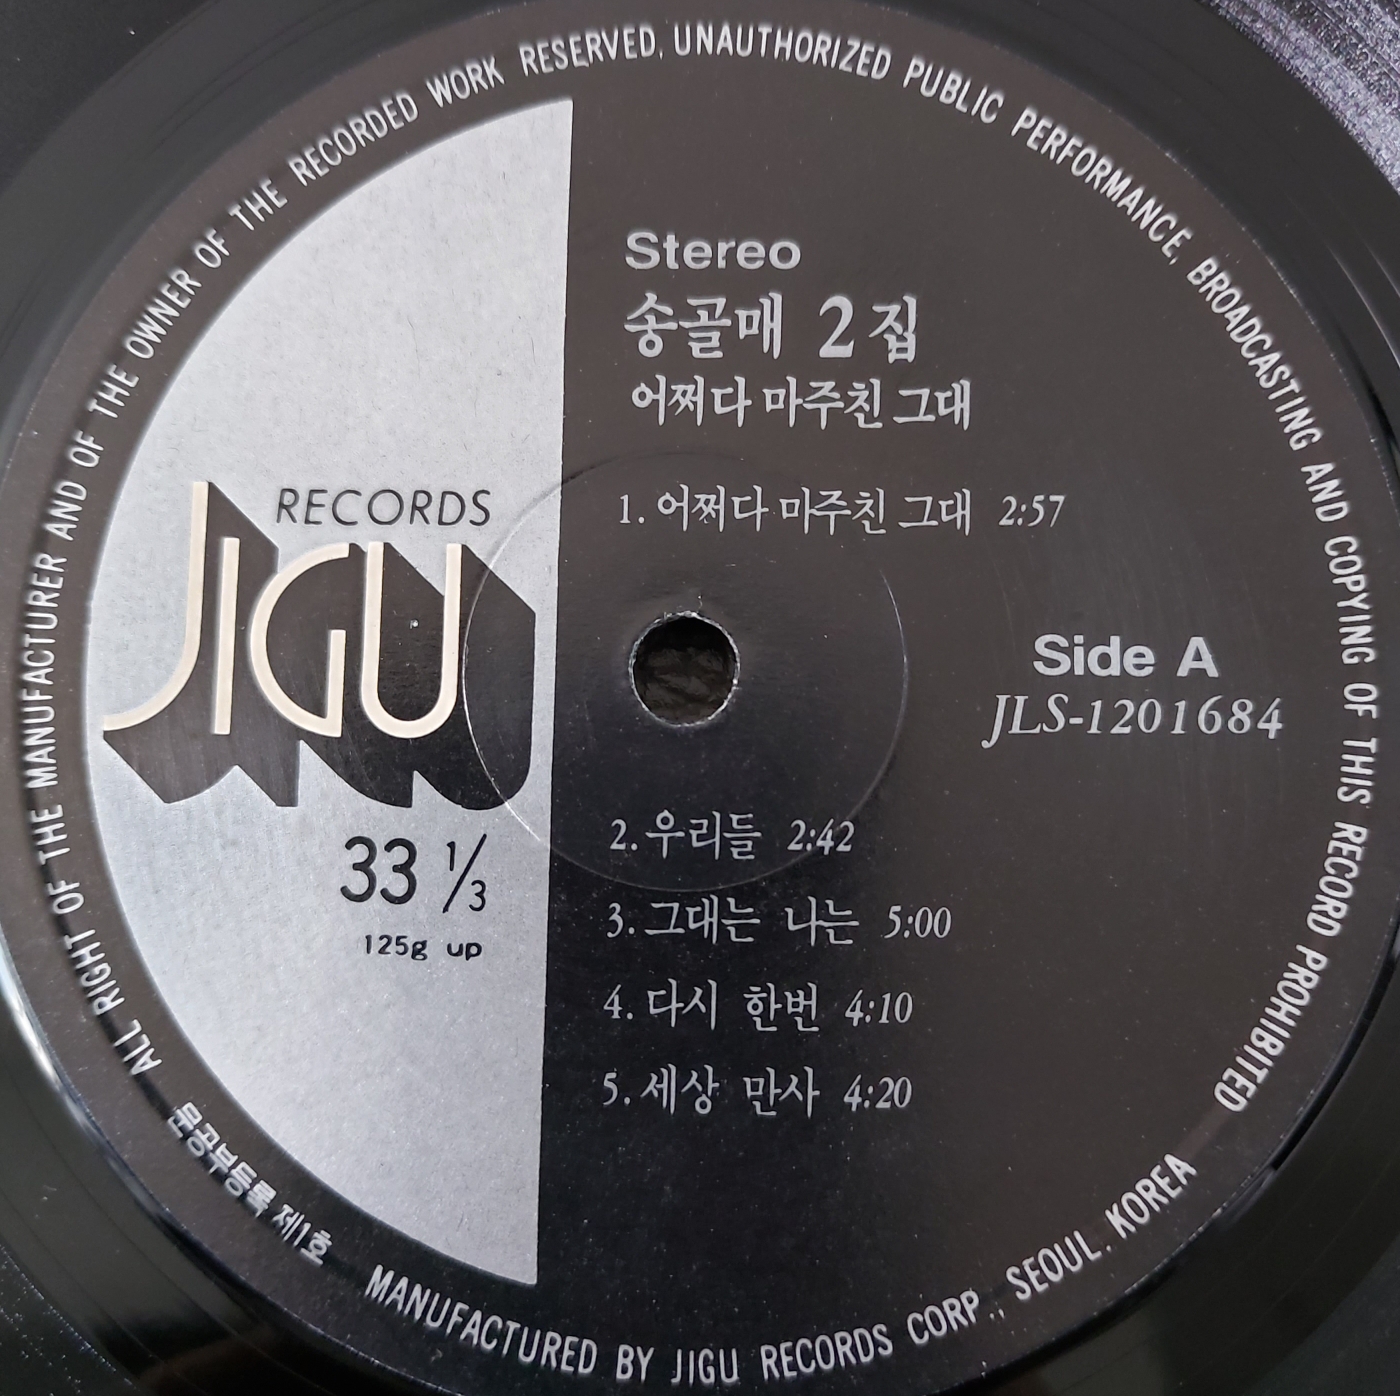 ALL RIGHT OF THE MANUFACTURER AND OF THE OWNER OF THE RECORDED WORK RESERVED, UNAUTHORIZED PUBLIC PERFORMANCE, BROADCASTING AND COPYING OF THIS RECORD PROHIBITED
Stereo
송골매 2집
어쩌다 마주친 그대
RECORDS
JIGU
1. 어쩌다 마주친 그대 2:57
Side A
JLS-1201684
33 1/3
125g up
2. 우리들 2:42
3. 그대는 나는 5:00
4. 다시 한번 4:10
5. 세상 만사 4:20
문공부등록 제1호
MANUFACTURED BY JIGU RECORDS CORP., SEOUL. KOREA